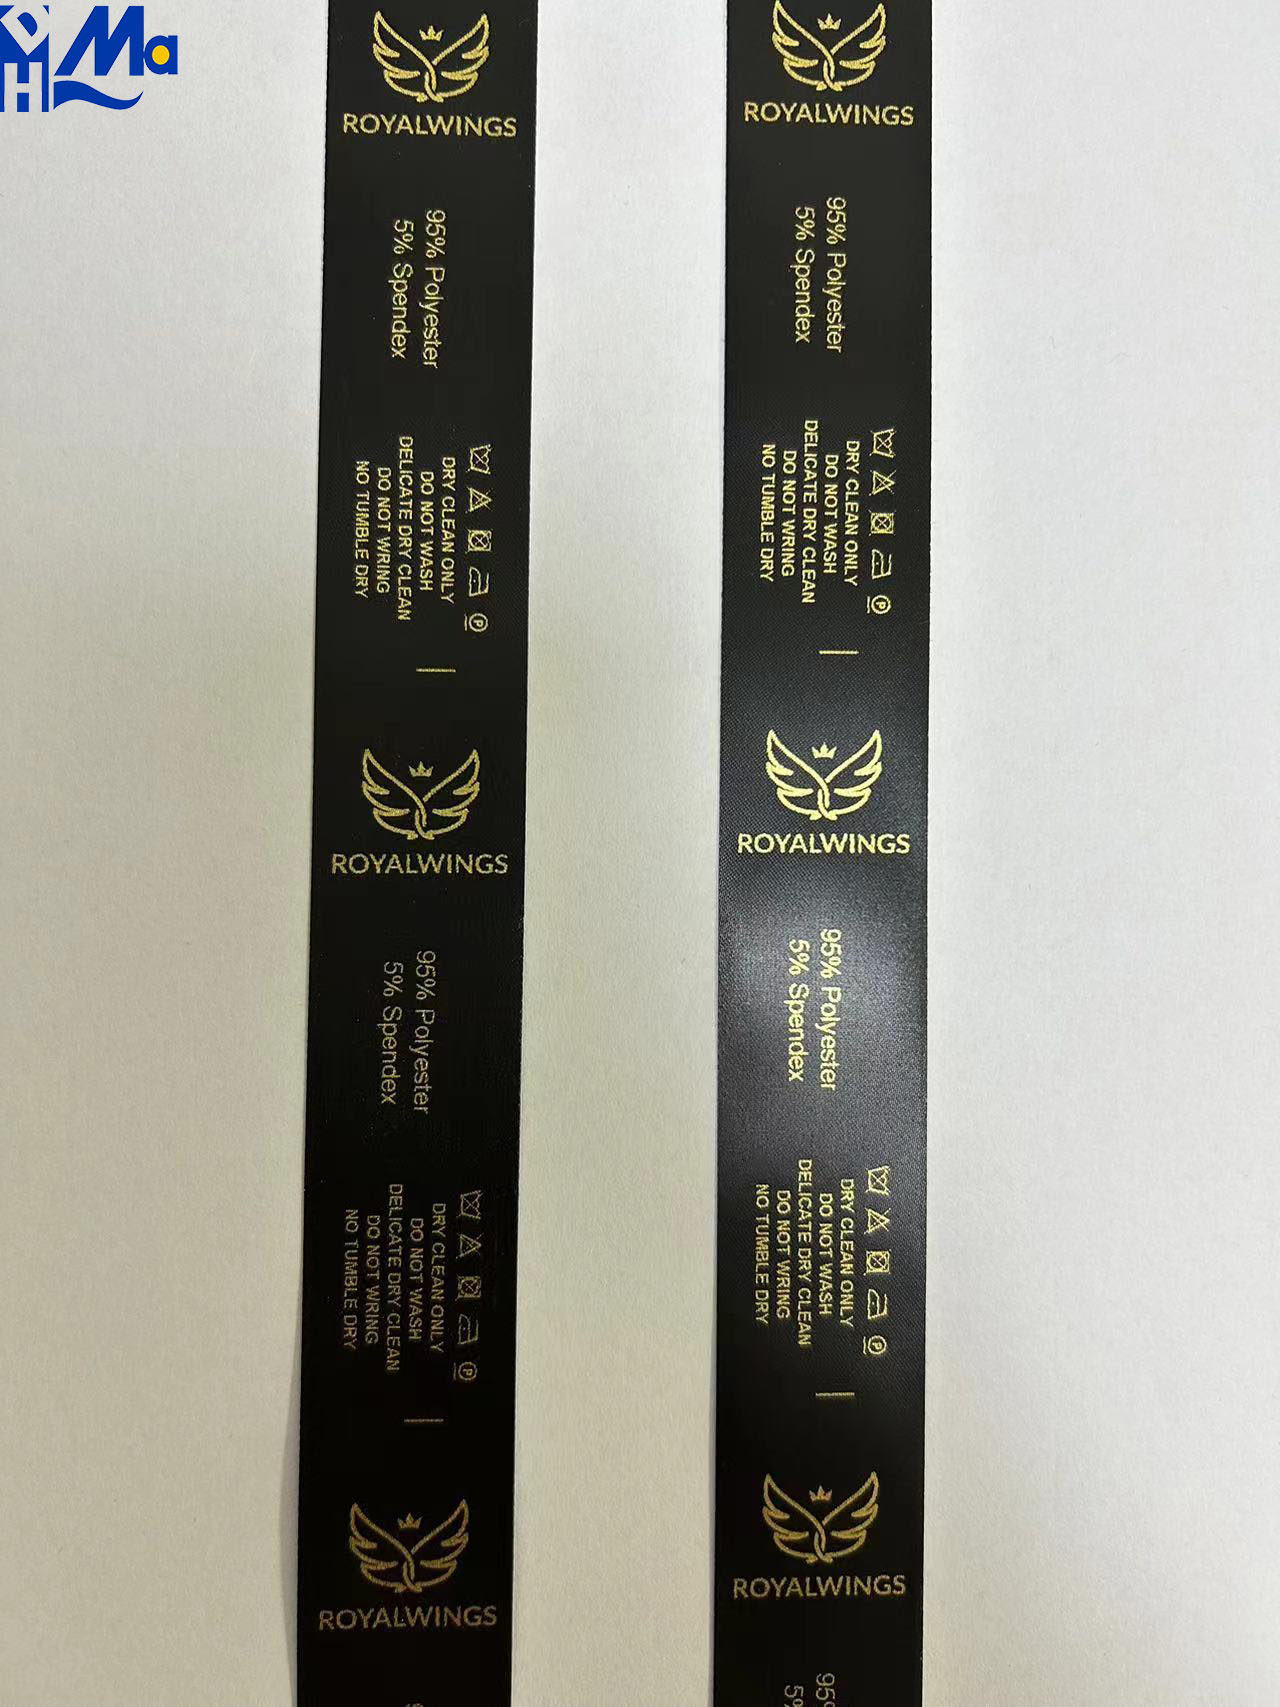 Ma
ROYALWINGS
95% Polyester
5% Spendex
DRY CLEAN ONLY
DO NOT WASH
DELICATE DRY CLEAN
DO NOT WRING
NO TUMBLE DRY
P
ROYALWINGS
95% Polyester
5% Spendex
DRY CLEAN ONLY
DO NOT WASH
DELICATE DRY CLEAN
DO NOT WRING
NO TUMBLE DRY
P
ROYALWINGS
ROYALWINGS
95% Polyester
5% Spendex
DRY CLEAN ONLY
DO NOT WASH
DELICATE DRY CLEAN
DO NOT WRING
NO TUMBLE DRY
P
ROYALWINGS
95% Polyester
5% Spendex
DRY CLEAN ONLY
DO NOT WASH
DELICATE DRY CLEAN
DO NOT WRING
NO TUMBLE DRY
P
ROYALWINGS